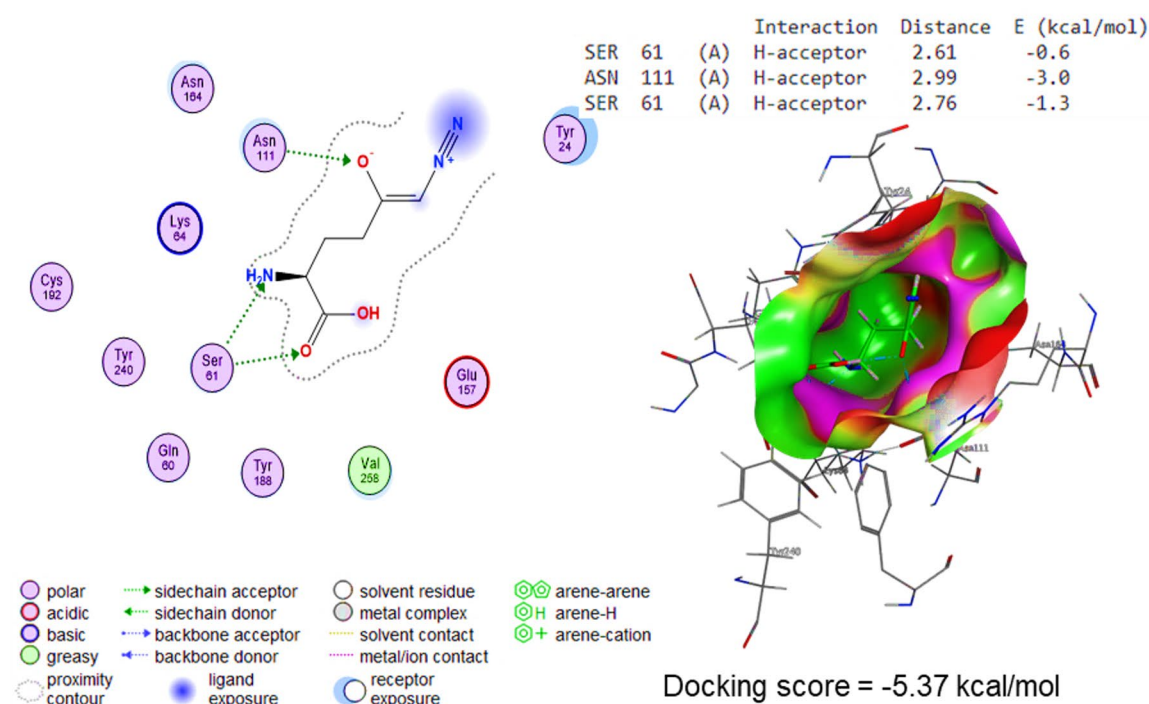 Interaction Distance E (kcal/mol)
SER 61 (A) H-acceptor 2.61 -0.6
ASN 111 (A) H-acceptor 2.99 -3.0
SER 61 (A) H-acceptor 2.76 -1.3
Asn
164
Asn
111
N
Tyr
24
O-
N+
Lys
64
H2N
Cys
192
OH
O
Tyr
240
Ser
61
Glu
157
Gln
60
Tyr
188
Val
258
Tyr24
Asn111
Tyr240
polar
sidechain acceptor
solvent residue
arene-arene
acidic
sidechain donor
metal complex
H arene-H
basic
backbone acceptor
solvent contact
+ arene-cation
greasy
backbone donor
metal/ion contact
proximity
contour
ligand
exposure
receptor
exposure
Docking score = -5.37 kcal/mol